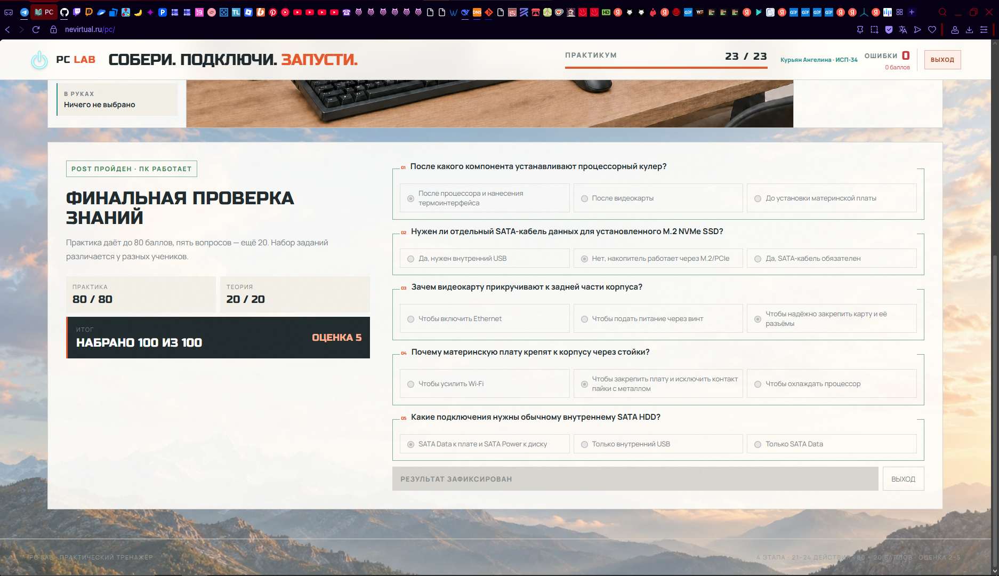 nevirtual.ru/pc/
PC LAB
СОБЕРИ. ПОДКЛЮЧИ. ЗАПУСТИ.
ПРАКТИКУМ
23 / 23
Курьян Ангелина · ИСП-34
ОШИБКИ 0
0 баллов
ВЫХОД
В РУКАХ
Ничего не выбрано
POST ПРОЙДЕН · ПК РАБОТАЕТ
ФИНАЛЬНАЯ ПРОВЕРКА
ЗНАНИЙ
Практика даёт до 80 баллов, пять вопросов — ещё 20. Набор заданий
различается у разных учеников.
ПРАКТИКА
80 / 80
ТЕОРИЯ
20 / 20
ИТОГ
НАБРАНО 100 ИЗ 100
ОЦЕНКА 5
01 После какого компонента устанавливают процессорный кулер?
После процессора и нанесения
термоинтерфейса
После видеокарты
До установки материнской платы
02 Нужен ли отдельный SATA-кабель данных для установленного M.2 NVMe SSD?
Да, нужен внутренний USB
Нет, накопитель работает через M.2/PCIe
Да, SATA-кабель обязателен
03 Зачем видеокарту прикручивают к задней части корпуса?
Чтобы включить Ethernet
Чтобы подать питание через винт
Чтобы надёжно закрепить карту и её
разъёмы
04 Почему материнскую плату крепят к корпусу через стойки?
Чтобы усилить Wi-Fi
Чтобы закрепить плату и исключить контакт
пайки с металлом
Чтобы охлаждать процессор
05 Какие подключения нужны обычному внутреннему SATA HDD?
SATA Data к плате и SATA Power к диску
Только внутренний USB
Только SATA Data
РЕЗУЛЬТАТ ЗАФИКСИРОВАН
ВЫХОД
PC LAB · ПРАКТИЧЕСКИЙ ТРЕНАЖЁР
4 ЭТАПА · 21–24 ДЕЙСТВИЯ · 80 + 20 БАЛЛОВ · ОЦЕНКА 2–5